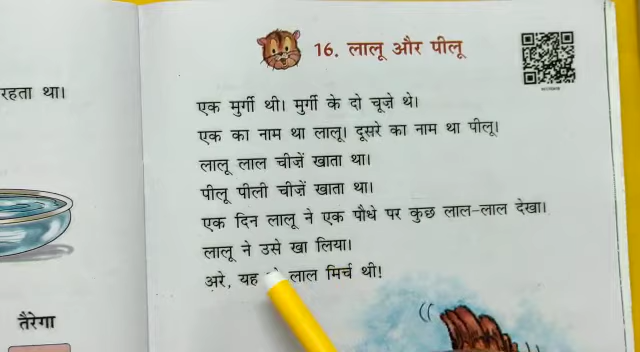 16. लालू और पीलू
रहता था।
एक मुर्गी थी। मुर्गी के दो चूज़े थे।
एक का नाम था लालू। दूसरे का नाम था पीलू।
लालू लाल चीज़ें खाता था।
पीलू पीली चीज़ें खाता था।
एक दिन लालू ने एक पौधे पर कुछ लाल-लाल देखा।
लालू ने उसे खा लिया।
अरे, यह लाल मिर्च थी!
तैरेगा